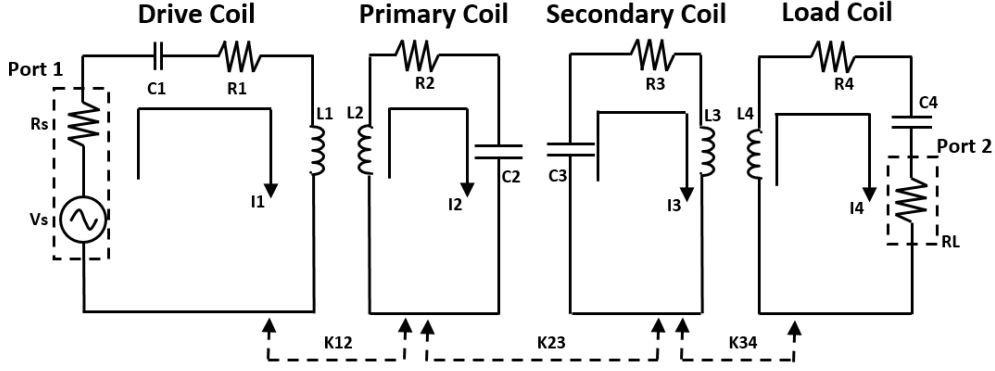 Drive Coil
Primary Coil
Secondary Coil
Load Coil
Port 1
C1
R1
R2
R3
R4
Rs
L1
L2
L3
L4
C4
Port 2
C2
C3
Vs
I1
I2
I3
I4
RL
K12
K23
K34